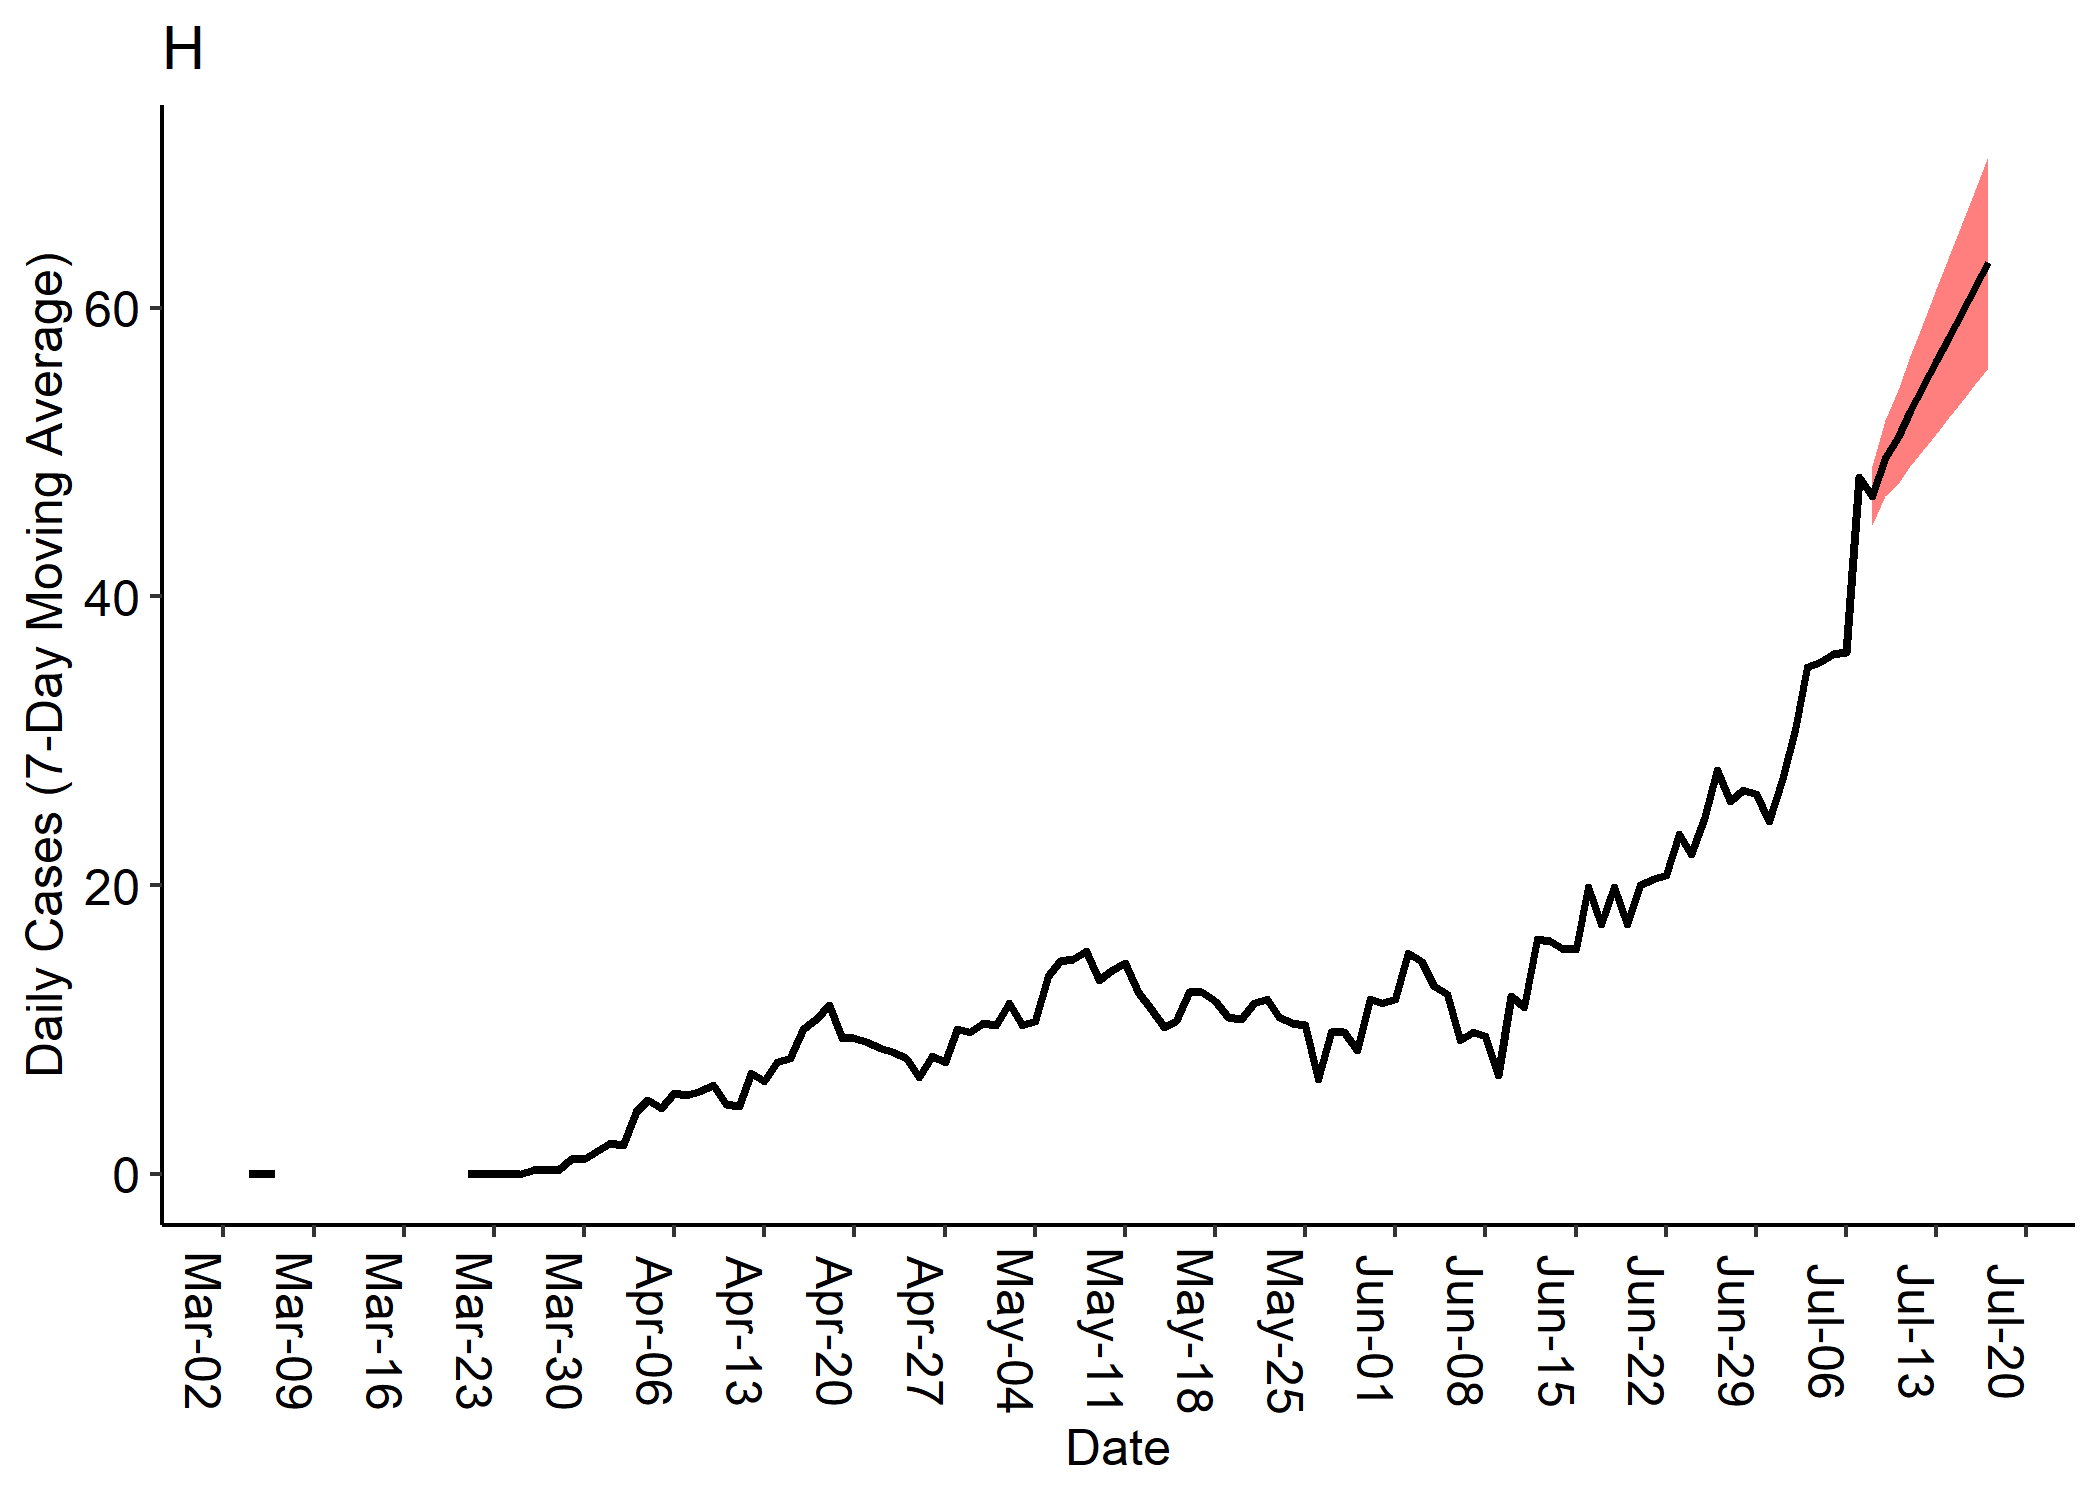 H
Daily Cases (7-Day Moving Average)
60
40
20
0
Mar-02
Mar-09
Mar-16
Mar-23
Mar-30
Apr-06
Apr-13
Apr-20
Apr-27
May-04
May-11
May-18
May-25
Jun-01
Jun-08
Jun-15
Jun-22
Jun-29
Jul-06
Jul-13
Jul-20
Date